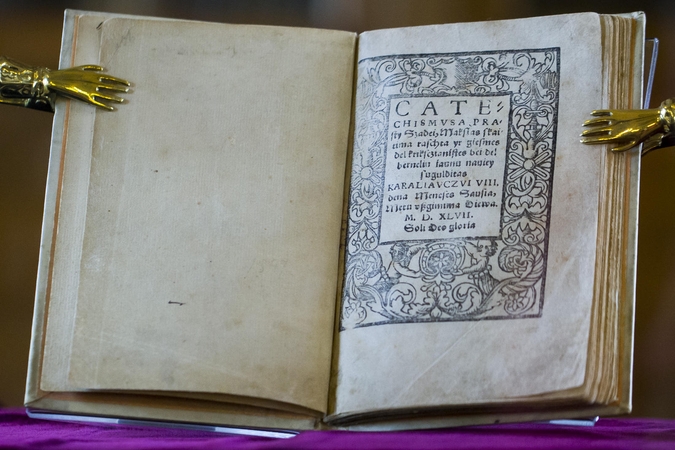 CATE⸗
CHISMVSA PRA⸗
sty Szadei, Makslas skai⸗
tima raschta yr giesmes
del kriksczianistes bei del
berneliu iaunu nauiey
sugulditas
KARALIAVCZVI VIII.
dena Meneses Sausia,
Metu vßgimima Diewa.
M. D. XLVII.
Soli Deo gloria